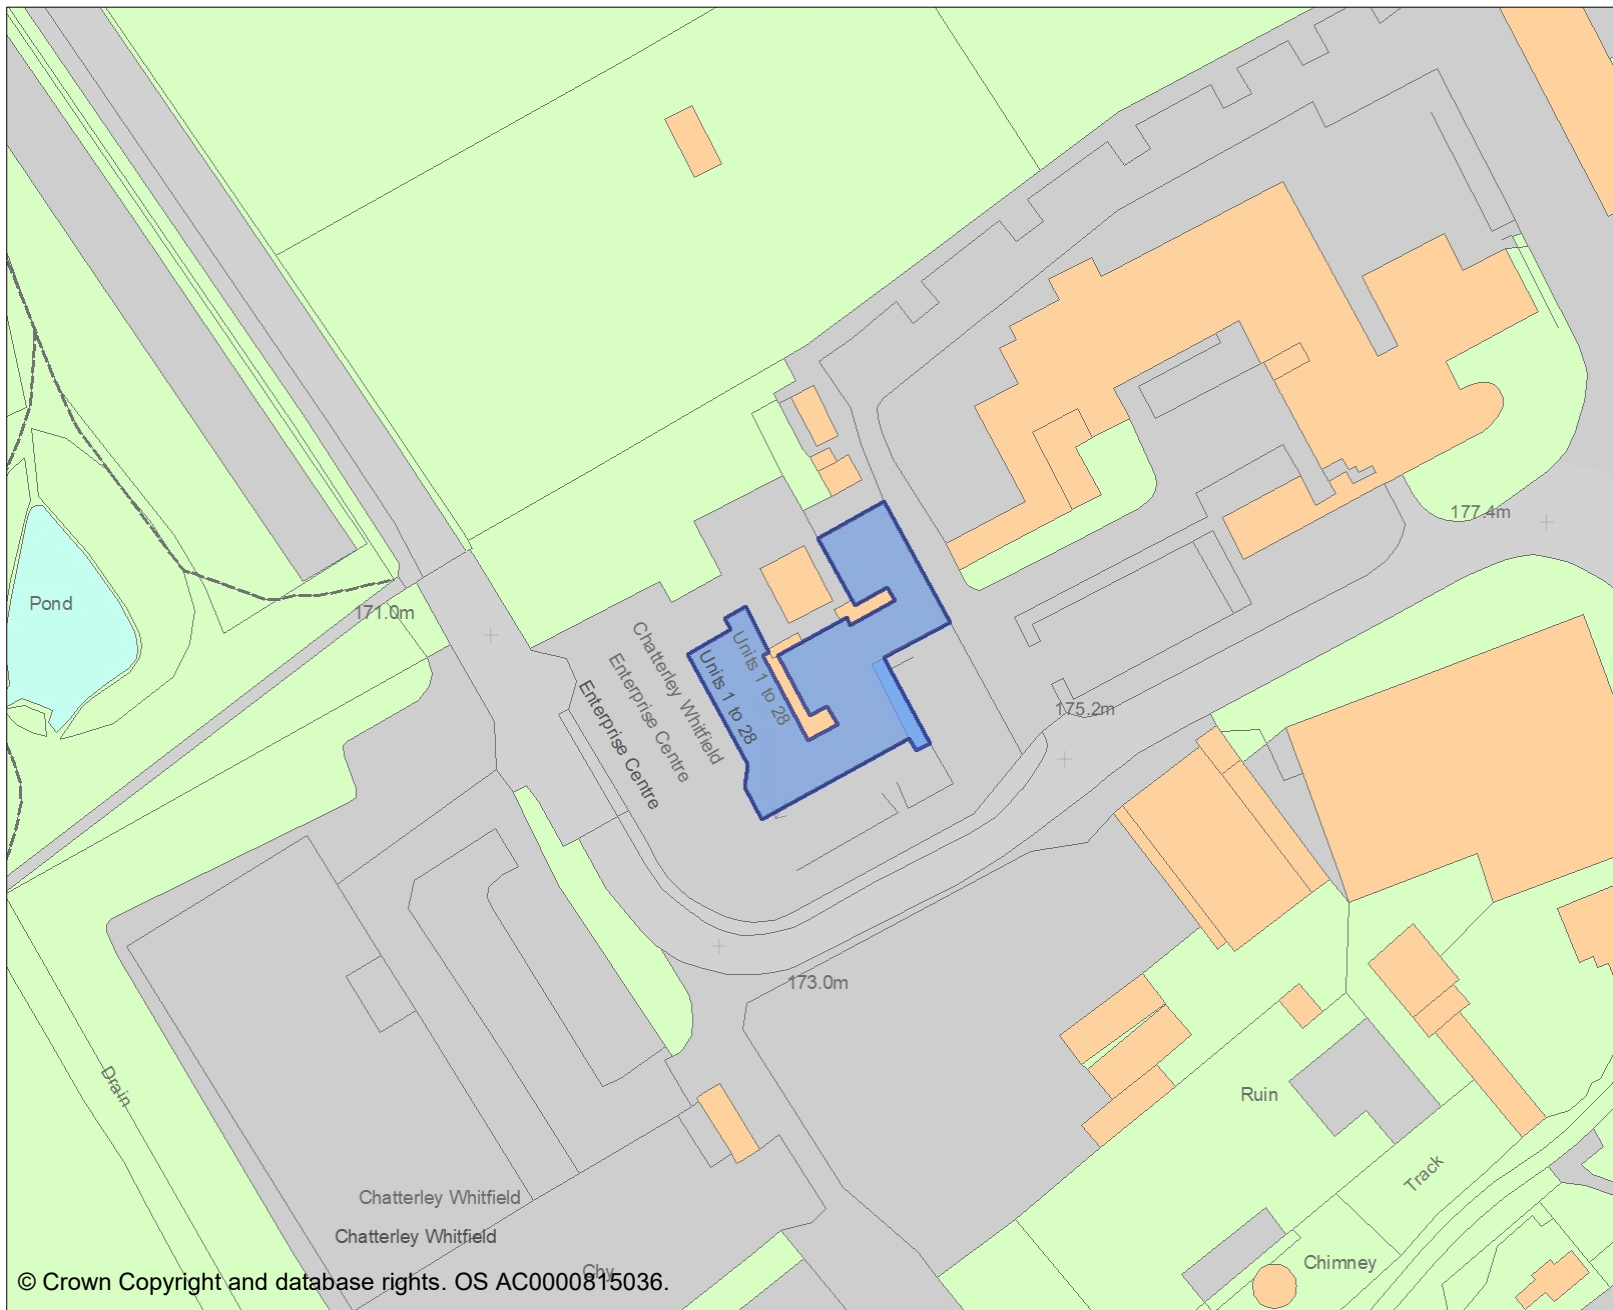 177.4m
Pond
171.0m
Units 1 to 28
Units 1 to 28
Chatterley Whitfield
Enterprise Centre
Enterprise Centre
175.2m
173.0m
Drain
Ruin
Track
Chatterley Whitfield
Chatterley Whitfield
Chimney
Chy
© Crown Copyright and database rights. OS AC0000815036.